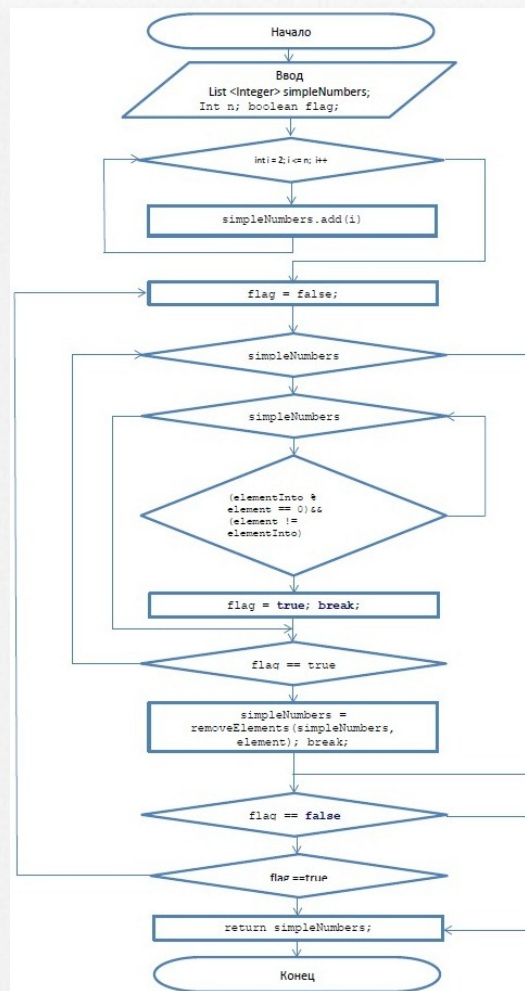 Начало
Ввод
List <Integer> simpleNumbers;
Int n; boolean flag;
int i = 2; i <= n; i++
simpleNumbers.add(i)
flag = false;
simpleNumbers
simpleNumbers
(elementInto %
element == 0)&&
(element !=
elementInto)
flag = true; break;
flag == true
simpleNumbers =
removeElements(simpleNumbers,
element); break;
flag == false
flag ==true
return simpleNumbers;
Конец